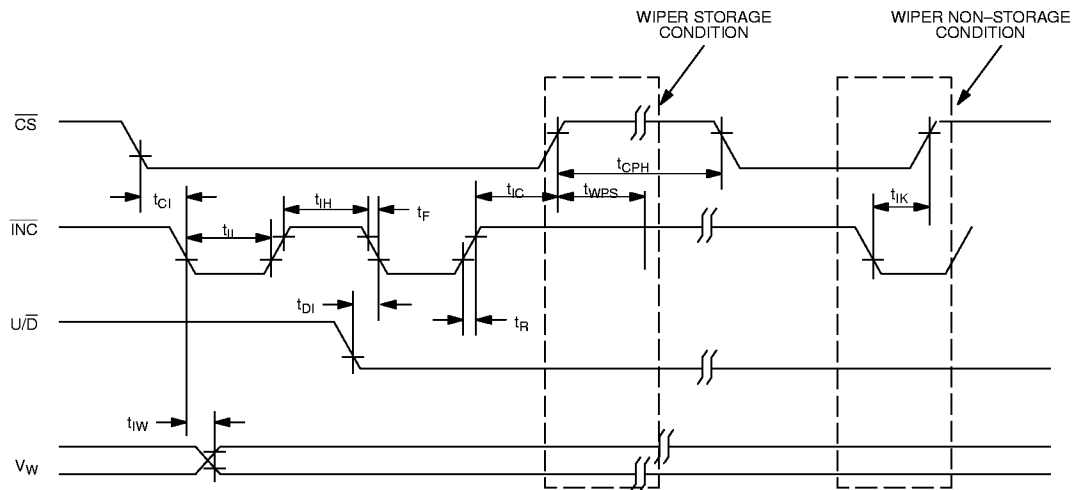 WIPER STORAGE
CONDITION
WIPER NON–STORAGE
CONDITION
CS
tCPH
tCI
tIH
tF
tIC
tWPS
tIK
INC
tIL
tDI
tR
U/D
tIW
VW